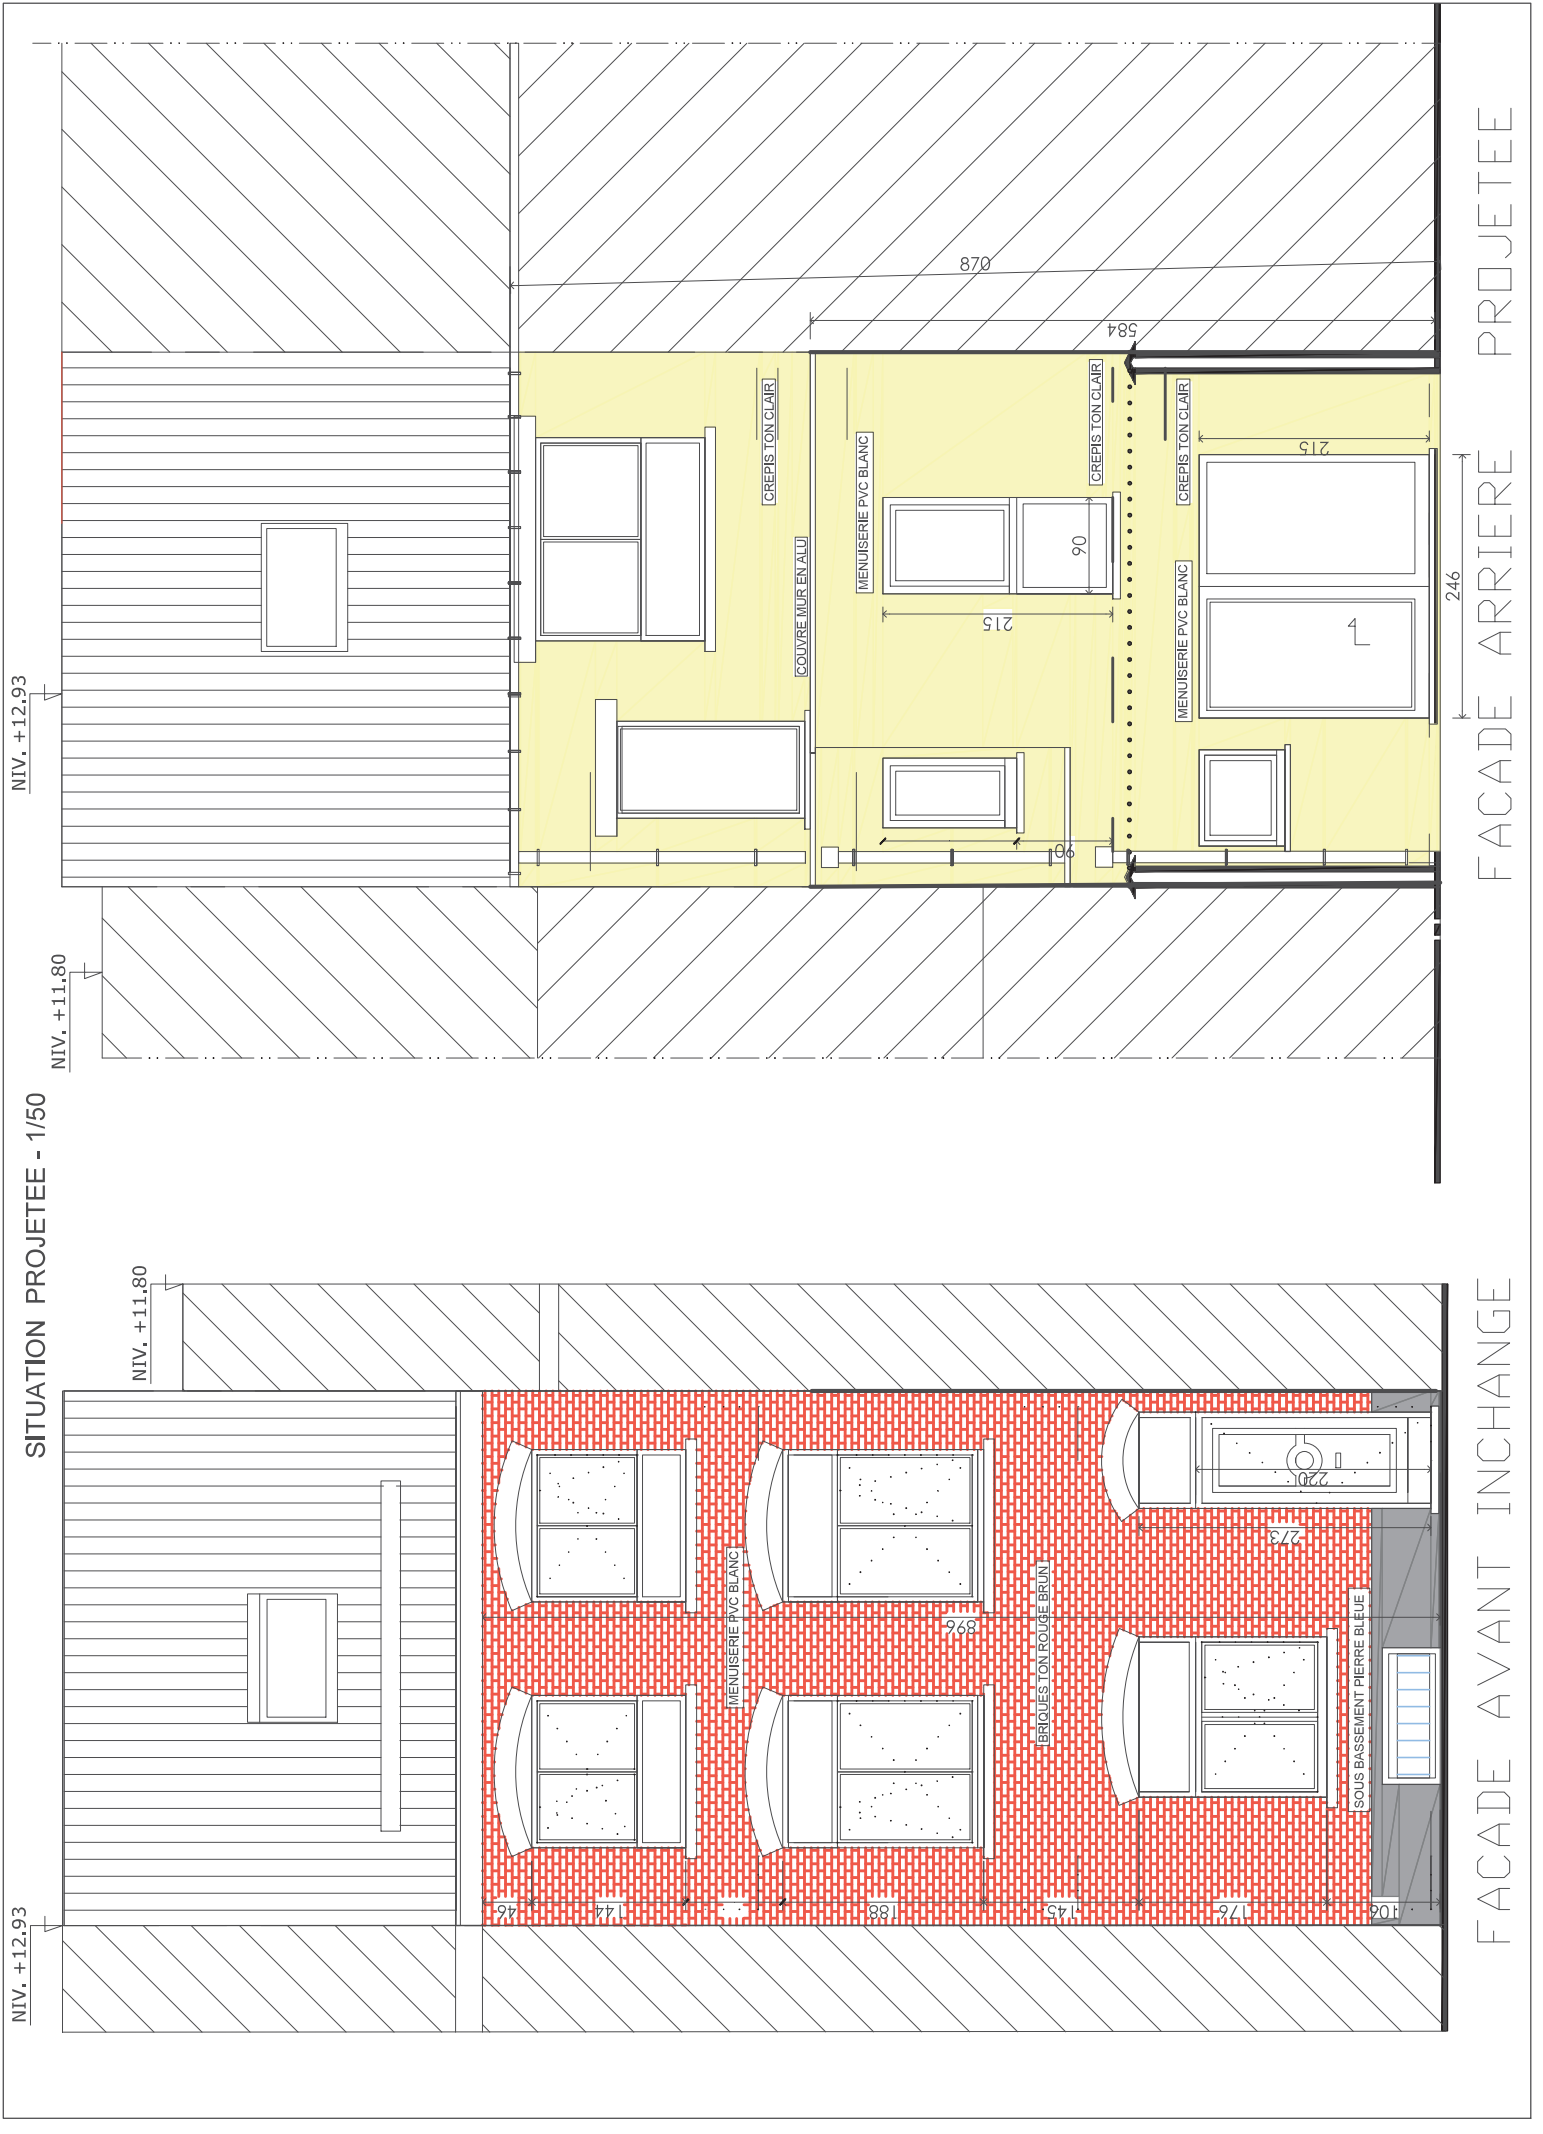 SITUATION PROJETEE - 1/50
NIV. +12.93
NIV. +11.80
NIV. +11.80
NIV. +12.93
46
144
188
145
176
106
MENUISERIE PVC BLANC
896
BRIQUES TON ROUGE BRUN
SOUS BASSEMENT PIERRE BLEUE
273
220
CREPIS TON CLAIR
COUVRE MUR EN ALU
MENUISERIE PVC BLANC
CREPIS TON CLAIR
215
90
90
MENUISERIE PVC BLANC
CREPIS TON CLAIR
215
246
584
870
FACADE AVANT INCHANGE
FACADE ARRIERE PROJETEE